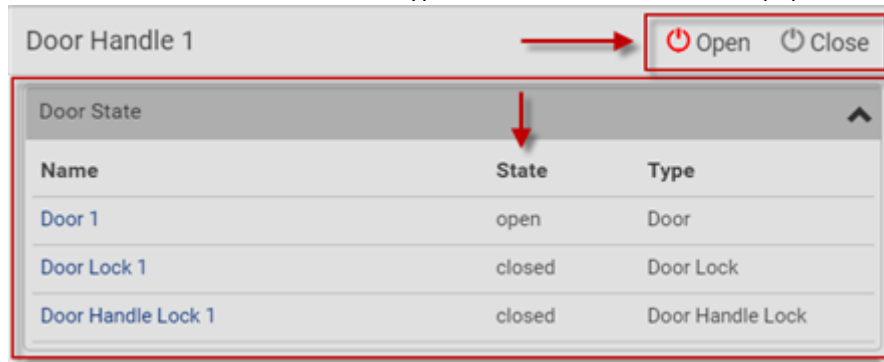 Door Handle 1 Open Close
Door State
Name State Type
Door 1 open Door
Door Lock 1 closed Door Lock
Door Handle Lock 1 closed Door Handle Lock